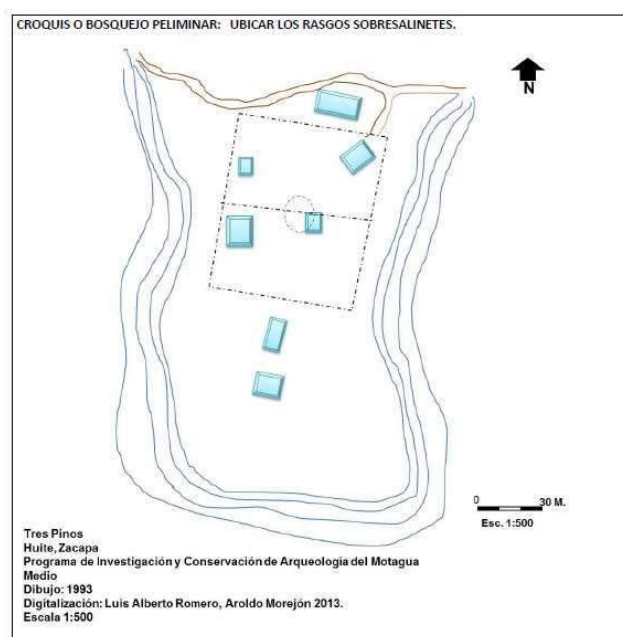 CROQUIS O BOSQUEJO PELIMINAR: UBICAR LOS RASGOS SOBRESALINETES.
N
0 30 M.
Esc. 1:500
Tres Pinos
Huite, Zacapa
Programa de Investigación y Conservación de Arqueología del Motagua
Medio
Dibujo: 1993
Digitalización: Luis Alberto Romero, Aroldo Morejón 2013.
Escala 1:500